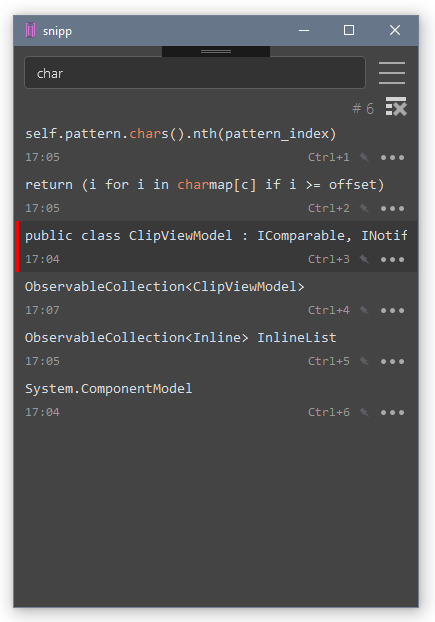 snipp
char
# 6
self.pattern.chars().nth(pattern_index)
17:05 Ctrl+1
return (i for i in charmap[c] if i >= offset)
17:05 Ctrl+2
public class ClipViewModel : IComparable, INotif
17:04 Ctrl+3
ObservableCollection<ClipViewModel>
17:07 Ctrl+4
ObservableCollection<Inline> InlineList
17:05 Ctrl+5
System.ComponentModel
17:04 Ctrl+6